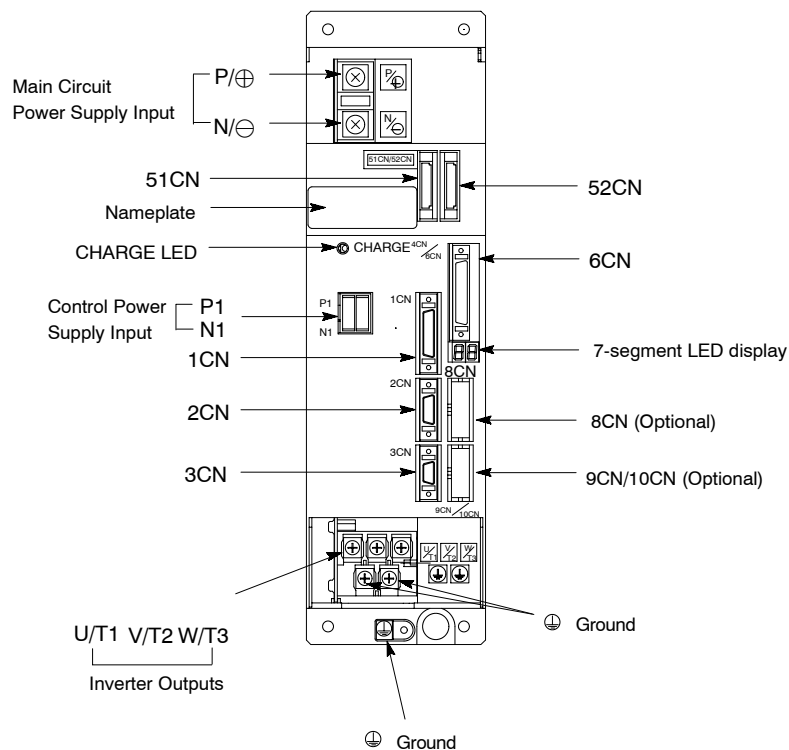 Main Circuit
Power Supply Input
P/⊕
N/⊖
P/⊕
N/⊖
51CN/52CN
51CN
52CN
Nameplate
CHARGE LED
CHARGE
4CN/6CN
6CN
Control Power
Supply Input
P1
N1
P1
N1
1CN
1CN
7-segment LED display
8CN
2CN
2CN
8CN (Optional)
3CN
3CN
9CN/10CN (Optional)
9CN/10CN
U/T1 V/T2 W/T3
U/T1 V/T2 W/T3
Inverter Outputs
Ground
Ground